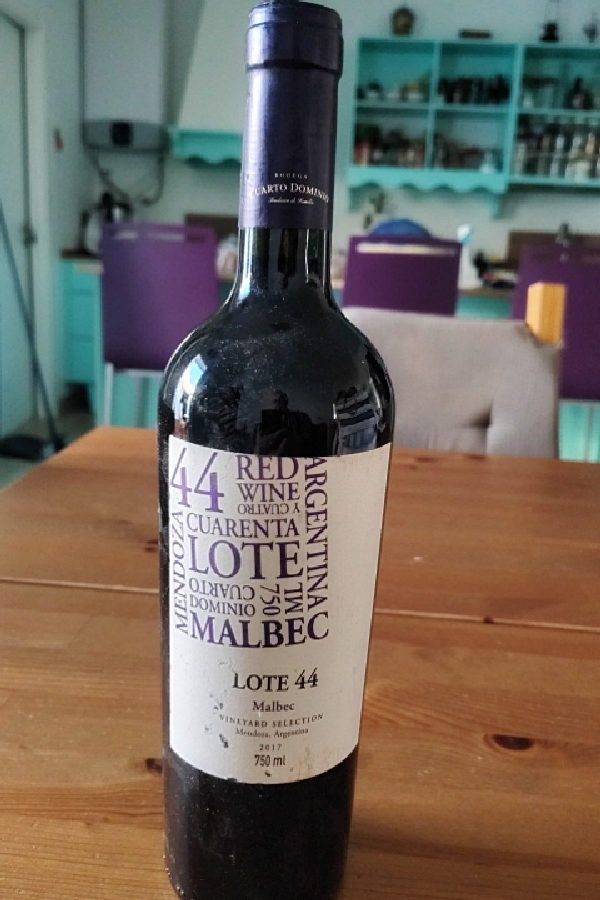 BODEGA
CUARTO DOMINIO
44
RED
WINE
Y CUATRO
ARGENTINA
CUARENTA
MENDOZA
LOTE
CUARTO
DOMINIO
750
ML
MALBEC
LOTE 44
Malbec
VINEYARD SELECTION
Mendoza, Argentina
2017
750 ml